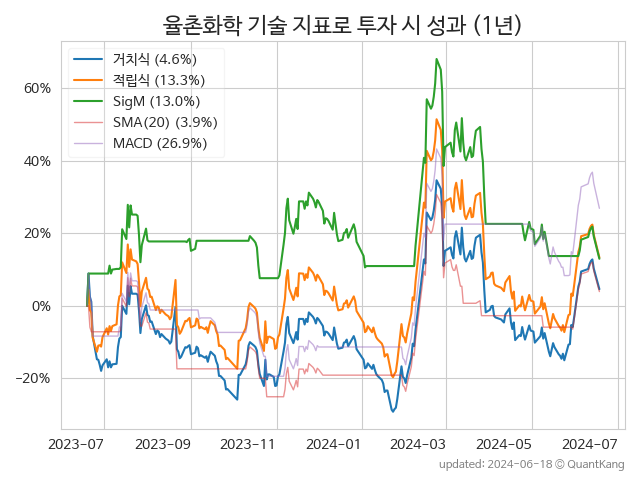 율촌화학 기술 지표로 투자 시 성과 (1년)
거치식 (4.6%)
적립식 (13.3%)
SigM (13.0%)
SMA(20) (3.9%)
MACD (26.9%)
60%
40%
20%
0%
−20%
2023-07 2023-09 2023-11 2024-01 2024-03 2024-05 2024-07
updated: 2024-06-18 © QuantKang